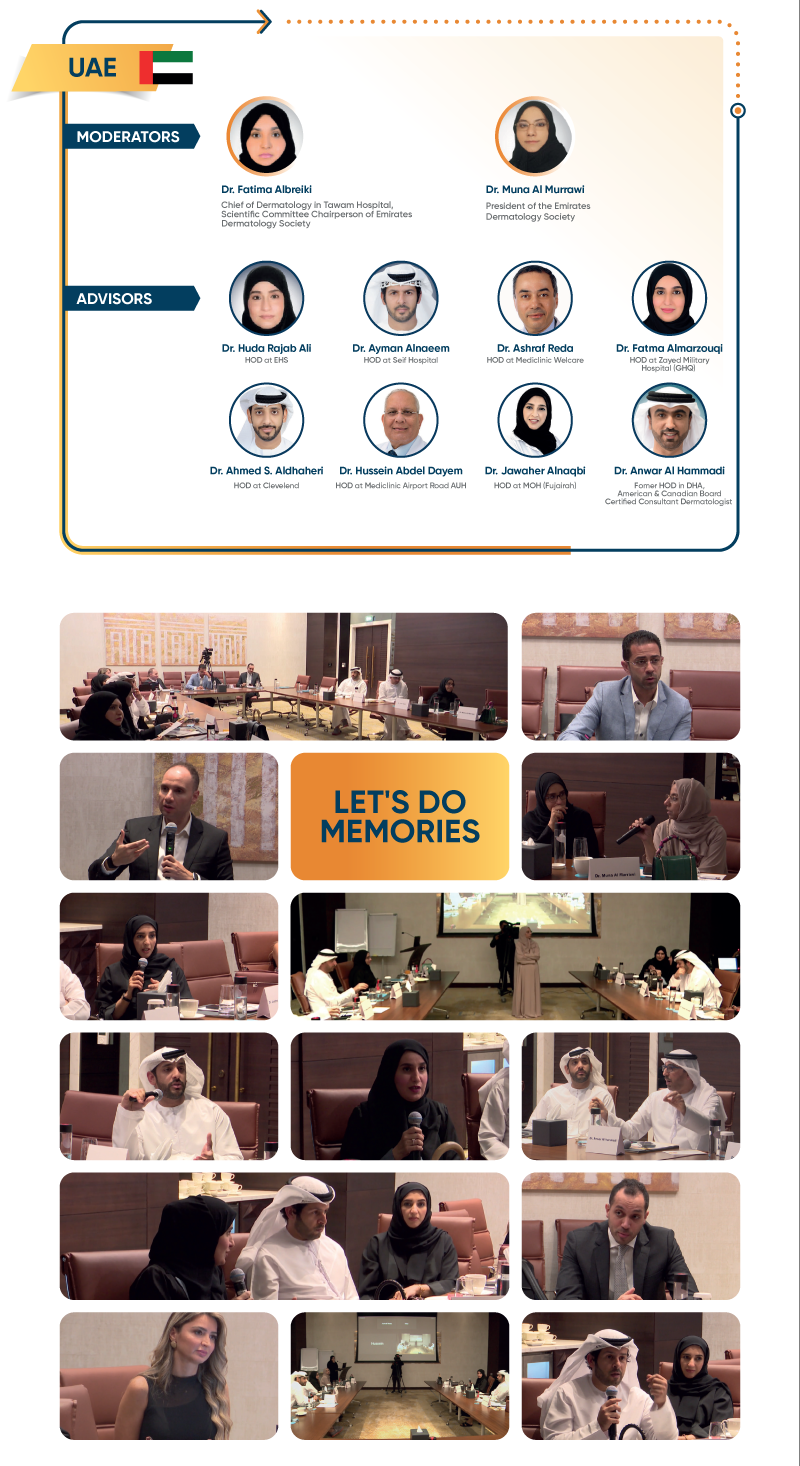 UAE
MODERATORS
Dr. Fatima Albreiki
Chief of Dermatology in Tawam Hospital,
Scientific Committee Chairperson of Emirates
Dermatology Society
Dr. Muna Al Murrawi
President of the Emirates
Dermatology Society
ADVISORS
Dr. Huda Rajab Ali
HOD at EHS
Dr. Ayman Alnaeem
HOD at Seif Hospital
Dr. Ashraf Reda
HOD at Mediclinic Welcare
Dr. Fatma Almarzouqi
HOD at Zayed Military
Hospital (GHQ)
Dr. Ahmed S. Aldhaheri
HOD at Clevelend
Dr. Hussein Abdel Dayem
HOD at Mediclinic Airport Road AUH
Dr. Jawaher Alnaqbi
HOD at MOH (Fujairah)
Dr. Anwar Al Hammadi
Fomer HOD in DHA,
American & Canadian Board
Certified Consultant Dermatologist
LET'S DO
MEMORIES
Dr. Muna Al Murrawi